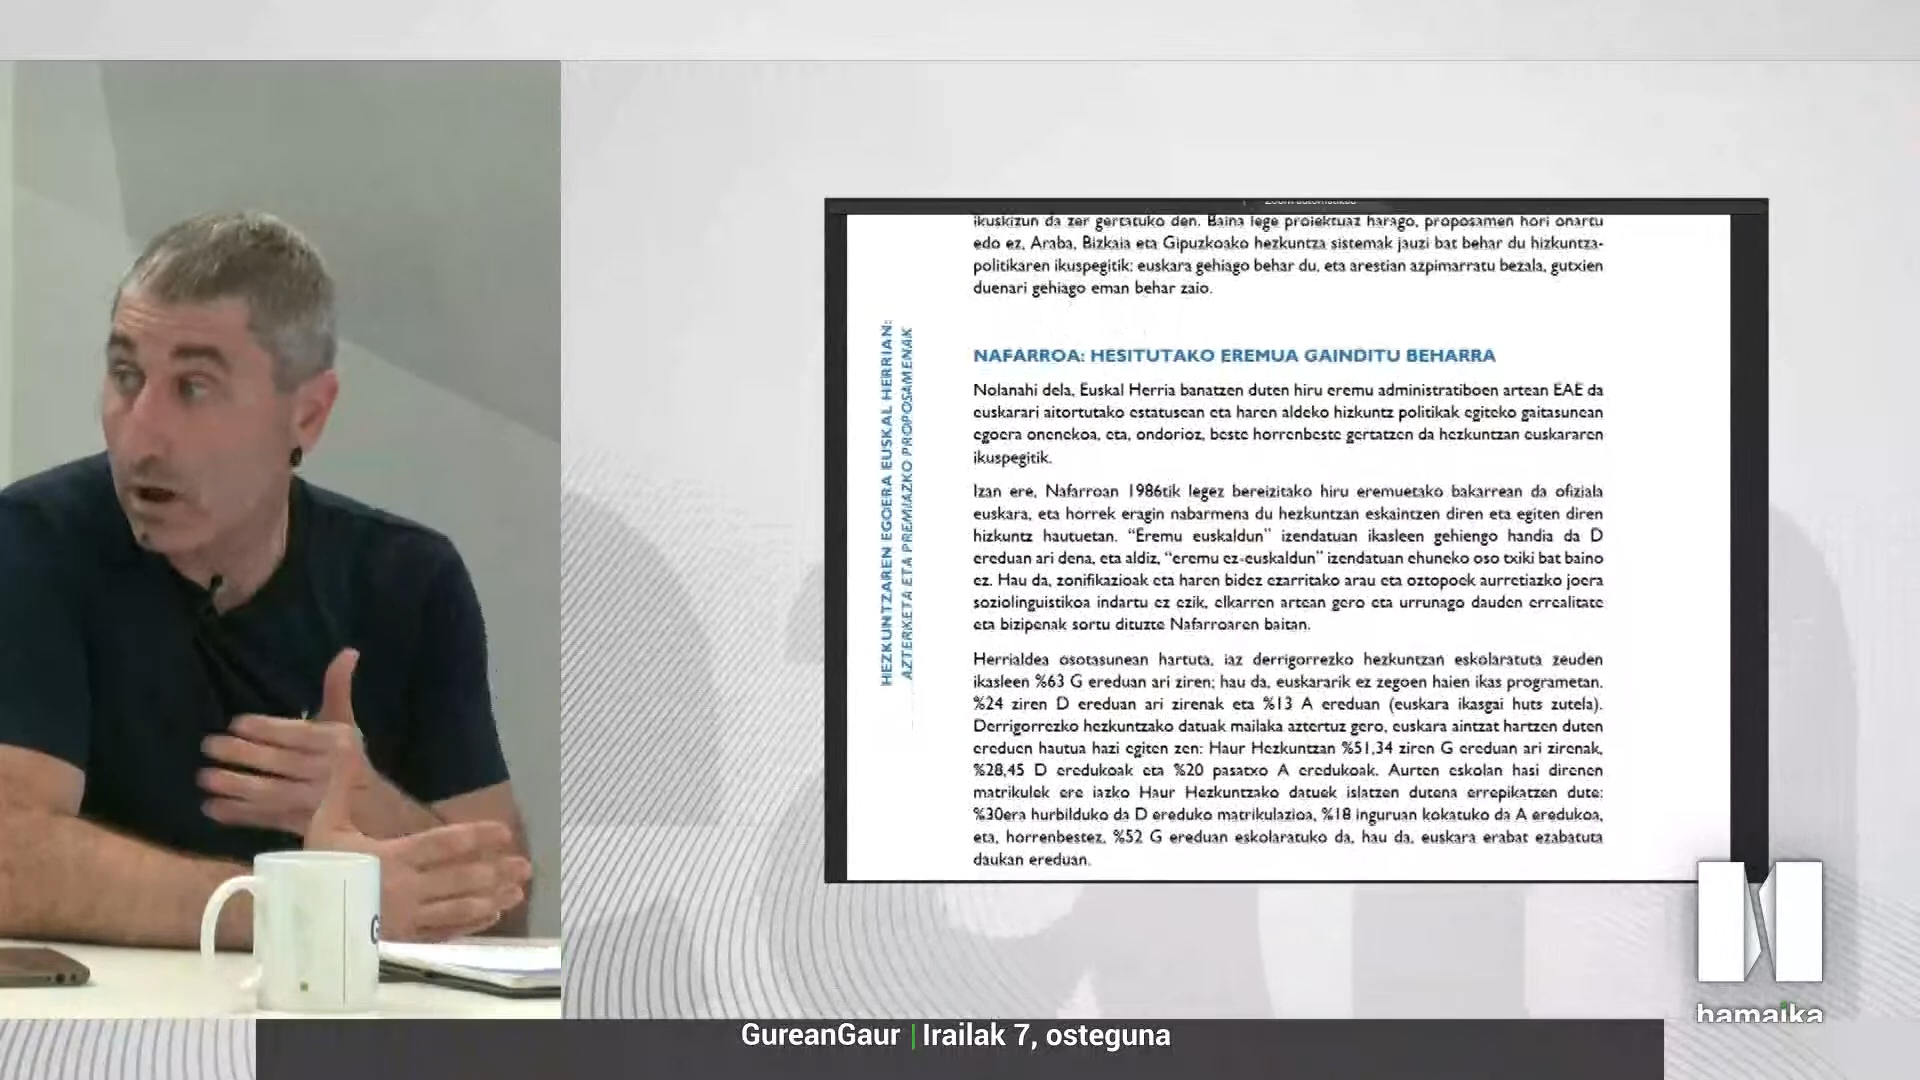 ikuskizun da zer gertatuko den. Baina lege proiektuaz harago, proposamen hori onartu
edo ez, Araba, Bizkaia eta Gipuzkoako hezkuntza sistemak jauzi bat behar du hizkuntza-
politikaren ikuspegitik: euskara gehiago behar du, eta arestian azpimarratu bezala, gutxien
duenari gehiago eman behar zaio.
HEZKUNTZAREN EGOERA EUSKAL HERRIAN:
AZTERKETA ETA PREMIAZKO PROPOSAMENAK
NAFARROA: HESITUTAKO EREMUA GAINDITU BEHARRA
Nolanahi dela, Euskal Herria banatzen duten hiru eremu administratiboen artean EAE da
euskarari aitortutako estatusean eta haren aldeko hizkuntz politikak egiteko gaitasunean
egoera onenekoa, eta, ondorioz, beste horrenbeste gertatzen da hezkuntzan euskararen
ikuspegitik.
Izan ere, Nafarroan 1986tik legez bereizitako hiru eremuetako bakarrean da ofiziala
euskara, eta horrek eragin nabarmena du hezkuntzan eskaintzen diren eta egiten diren
hizkuntz hautuetan. “Eremu euskaldun” izendatuan ikasleen gehiengo handia da D
ereduan ari dena, eta aldiz, “eremu ez-euskaldun” izendatuan ehuneko oso txiki bat baino
ez. Hau da, zonifikazioak eta haren bidez ezarritako arau eta oztopoek aurretiazko joera
soziolinguistikoa indartu ez ezik, elkarren artean gero eta urrunago dauden errealitate
eta bizipenak sortu dituzte Nafarroaren baitan.
Herrialdea osotasunean hartuta, iaz derrigorrezko hezkuntzan eskolaratuta zeuden
ikasleen %63 G ereduan ari ziren; hau da, euskararik ez zegoen haien ikas programetan.
%24 ziren D ereduan ari zirenak eta %13 A ereduan (euskara ikasgai huts zutela).
Derrigorrezko hezkuntzako datuak mailaka aztertuz gero, euskara aintzat hartzen duten
ereduen hautua hazi egiten zen: Haur Hezkuntzan %51,34 ziren G ereduan ari zirenak,
%28,45 D eredukoak eta %20 pasatxo A eredukoak. Aurten eskolan hasi direnen
matrikulek ere iazko Haur Hezkuntzako datuek islatzen dutena errepikatzen dute:
%30era hurbilduko da D ereduko matrikulazioa, %18 inguruan kokatuko da A eredukoa,
eta, horrenbestez, %52 G ereduan eskolaratuko da, hau da, euskara erabat ezabatuta
daukan ereduan.
hamaika
GureanGaur | Irailak 7, osteguna